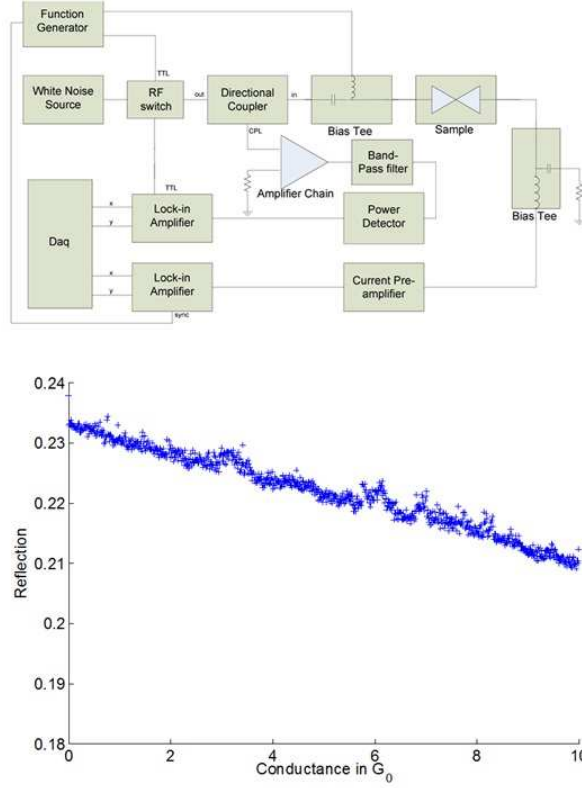 Function
Generator
TTL
White Noise
Source
RF
switch
out
Directional
Coupler
in
Bias Tee
Sample
CPL
Amplifier Chain
Band-
Pass filter
Bias Tee
TTL
Daq
x
y
Lock-in
Amplifier
Power
Detector
x
y
Lock-in
Amplifier
Current Pre-
amplifier
sync
0.24
0.23
0.22
0.21
0.2
0.19
0.18
Reflection
0
2
4
6
8
10
Conductance in G₀